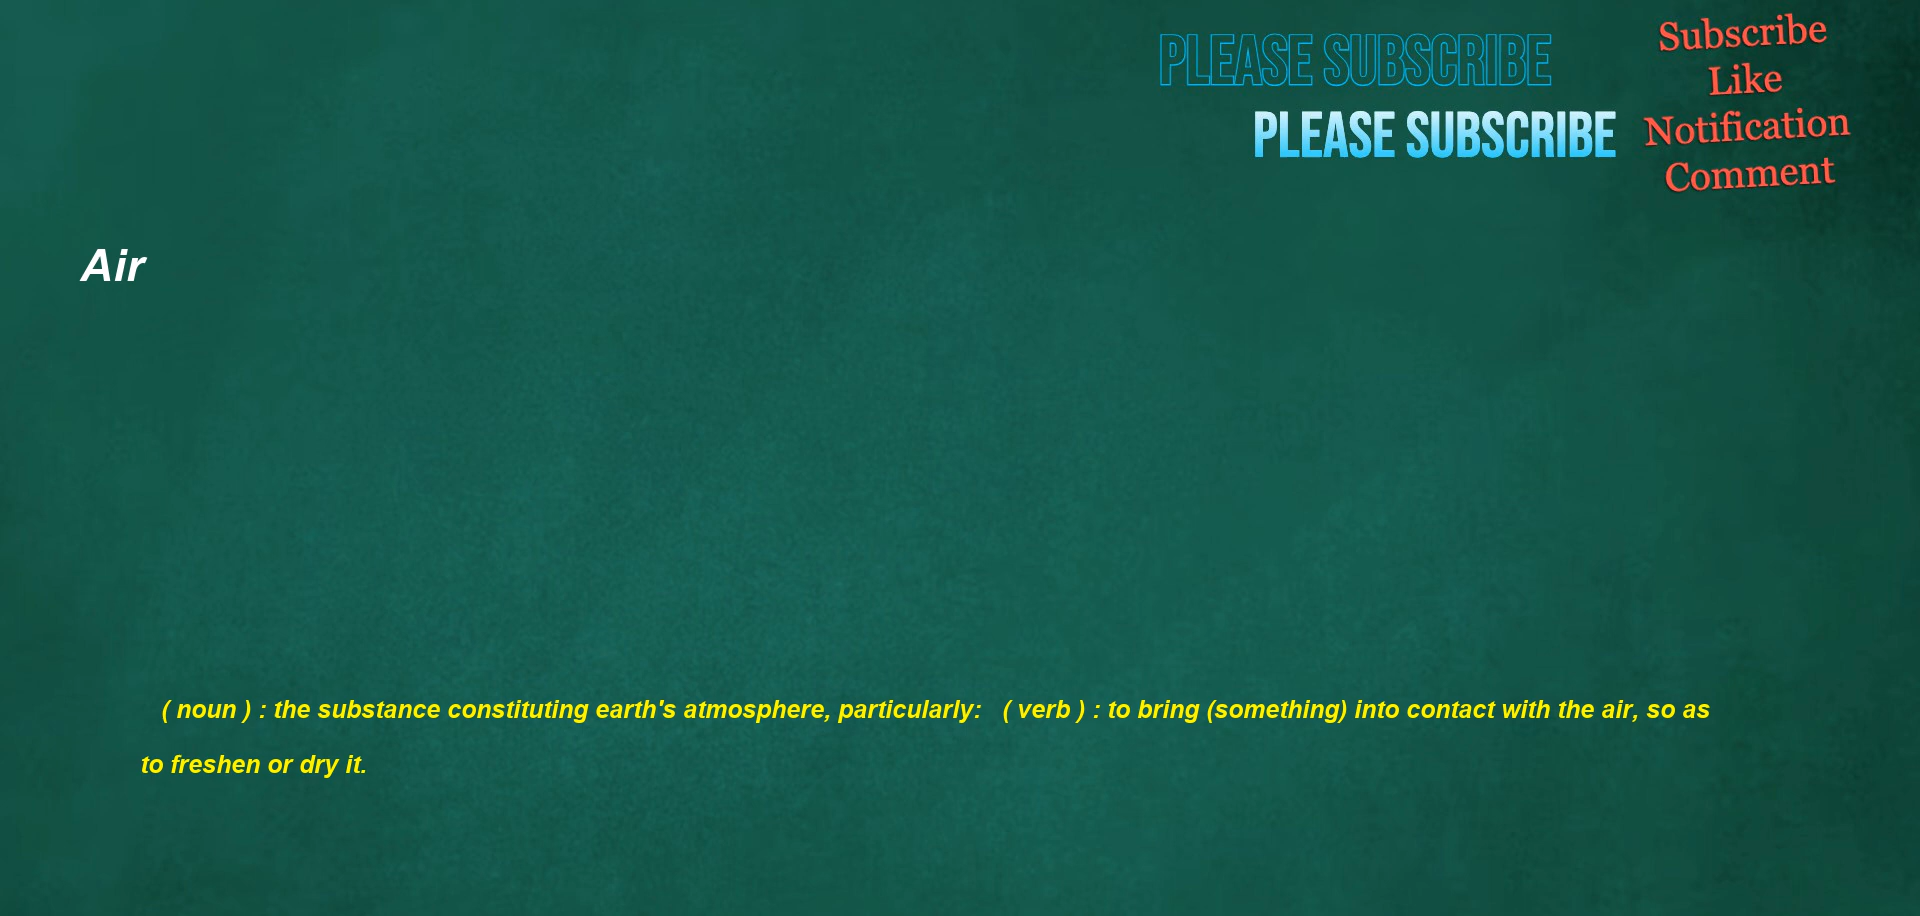 PLEASE SUBSCRIBE
PLEASE SUBSCRIBE
Subscribe
Like
Notification
Comment
Air
( noun ) : the substance constituting earth's atmosphere, particularly: ( verb ) : to bring (something) into contact with the air, so as
to freshen or dry it.